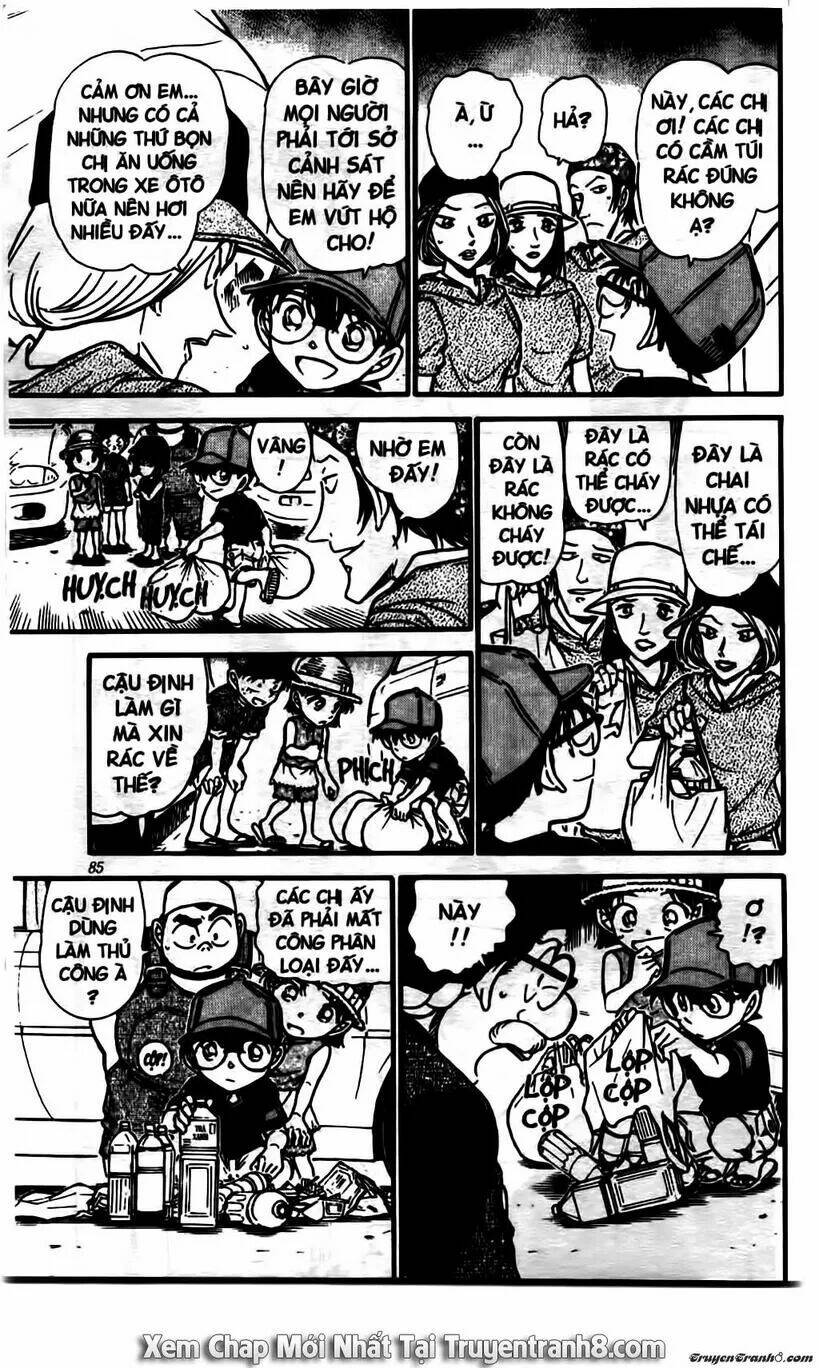 NÀY, CÁC CHỊ
ƠI! CÁC CHỊ
CÓ CẦM TÚI
RÁC ĐÚNG
KHÔNG
Ạ?
HẢ?
À, Ừ
...
BÂY GIỜ
MỌI NGƯỜI
PHẢI TỚI SỞ
CẢNH SÁT
NÊN HÃY ĐỂ
EM VỨT HỘ
CHO!
CẢM ƠN EM...
NHƯNG CÓ CẢ
NHỮNG THỨ BỌN
CHỊ ĂN UỐNG
TRONG XE ÔTÔ
NỮA NÊN HƠI
NHIỀU ĐẤY...
ĐÂY LÀ
CHAI
NHỰA CÓ
THỂ TÁI
CHẾ...
ĐÂY LÀ
RÁC CÓ
THỂ CHÁY
ĐƯỢC...
CÒN
ĐÂY LÀ
RÁC
KHÔNG
CHÁY
ĐƯỢC!
NHỜ EM
ĐẤY!
VÂNG
!
HUỴCH
HUỴCH
PHỊCH
CẬU ĐỊNH
LÀM GÌ
MÀ XIN
RÁC VỀ
THẾ?
85
Ơ
!?
NÀY
!!
LỘP
CỘP
LỘP
CỘP
CÁC CHỊ ẤY
ĐÃ PHẢI MẤT
CÔNG PHÂN
LOẠI ĐẤY...
CẬU ĐỊNH
DÙNG
LÀM THỦ
CÔNG À
?
CỘP!
TRÀ
XANH
Xem Chap Mới Nhất Tại Truyentranh8.com
TruyenTranh8.com